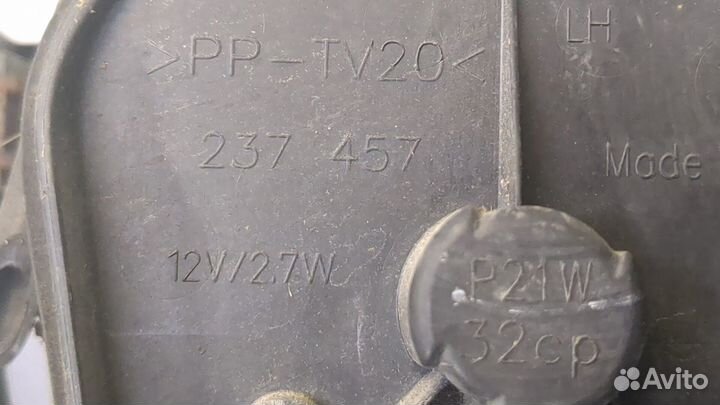 LH
>PP-TV20<
237 457
Made
12V/2.7W
P21W
32cp
Avito